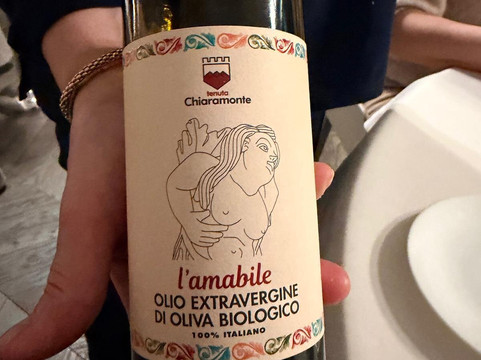 tenuta
Chiaramonte
l'amabile
OLIO EXTRAVERGINE
DI OLIVA BIOLOGICO
100% ITALIANO